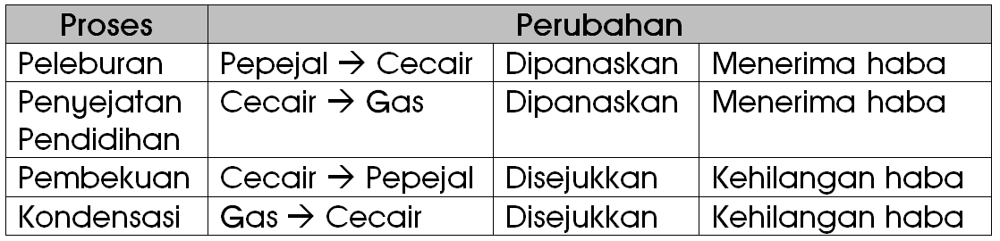 Proses Perubahan
Peleburan Pepejal → Cecair Dipanaskan Menerima haba
Penyejatan Cecair → Gas Dipanaskan Menerima haba
Pendidihan
Pembekuan Cecair → Pepejal Disejukkan Kehilangan haba
Kondensasi Gas → Cecair Disejukkan Kehilangan haba